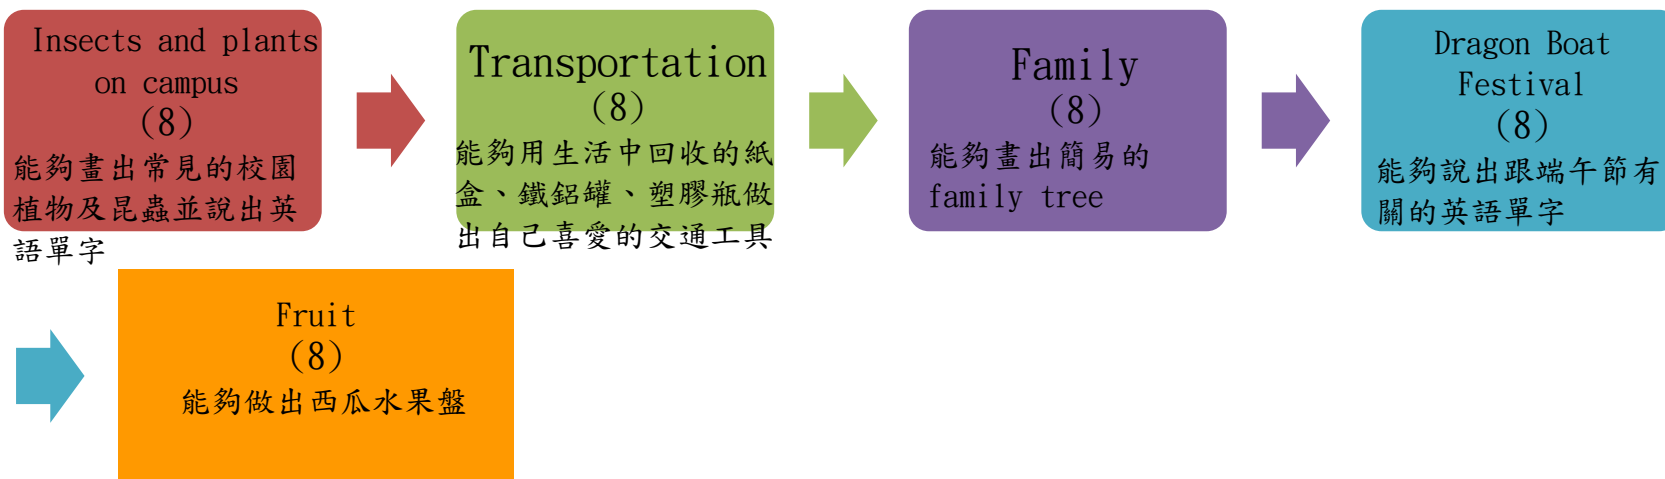 Insects and plants
on campus
(8)
能夠畫出常見的校園
植物及昆蟲並說出英
語單字
Transportation
(8)
能夠用生活中回收的紙
盒、鐵鋁罐、塑膠瓶做
出自己喜愛的交通工具
Family
(8)
能夠畫出簡易的
family tree
Dragon Boat
Festival
(8)
能夠說出跟端午節有
關的英語單字
Fruit
(8)
能夠做出西瓜水果盤